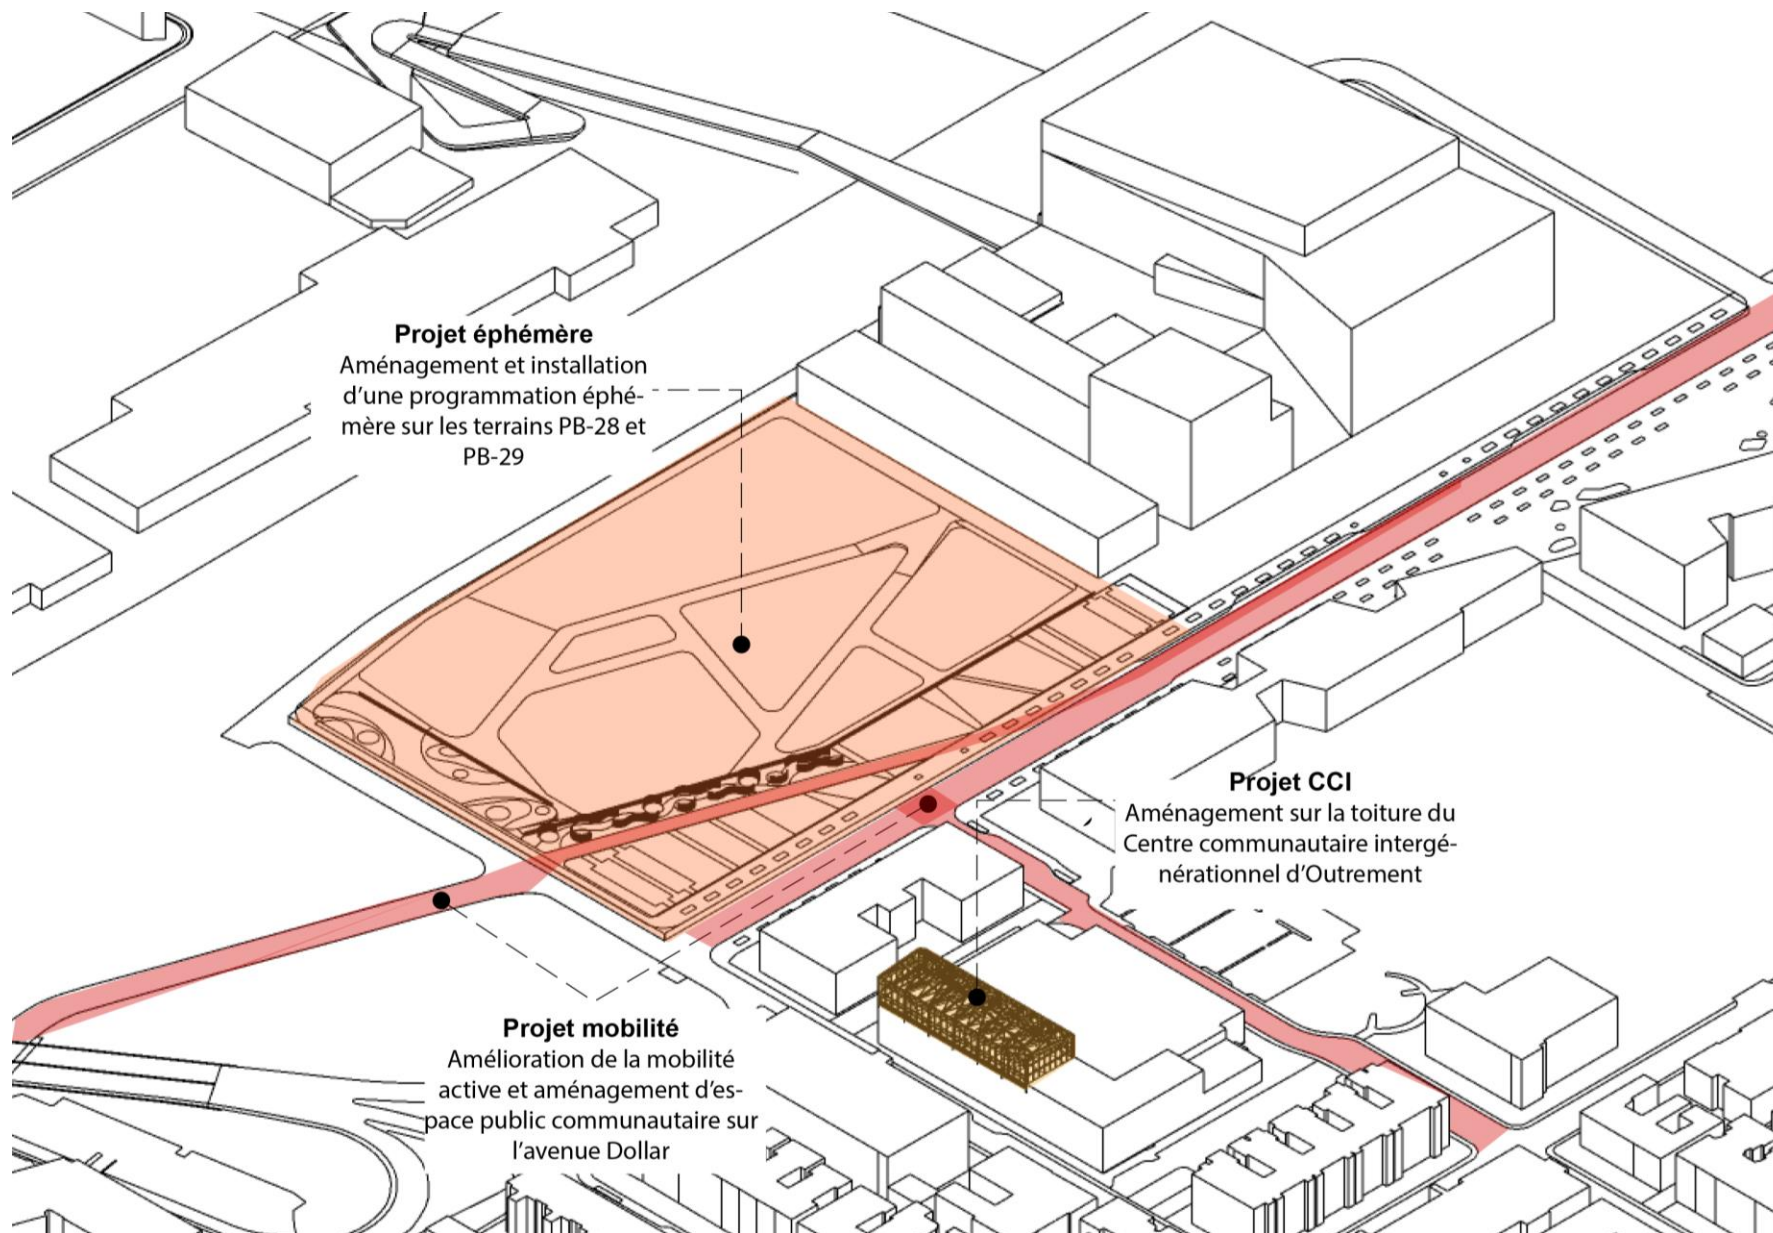 Projet éphémère
Aménagement et installation
d'une programmation éphé-
mère sur les terrains PB-28 et
PB-29
Projet CCI
Aménagement sur la toiture du
Centre communautaire intergé-
nérationnel d'Outrement
Projet mobilité
Amélioration de la mobilité
active et aménagement d'es-
pace public communautaire sur
l'avenue Dollar